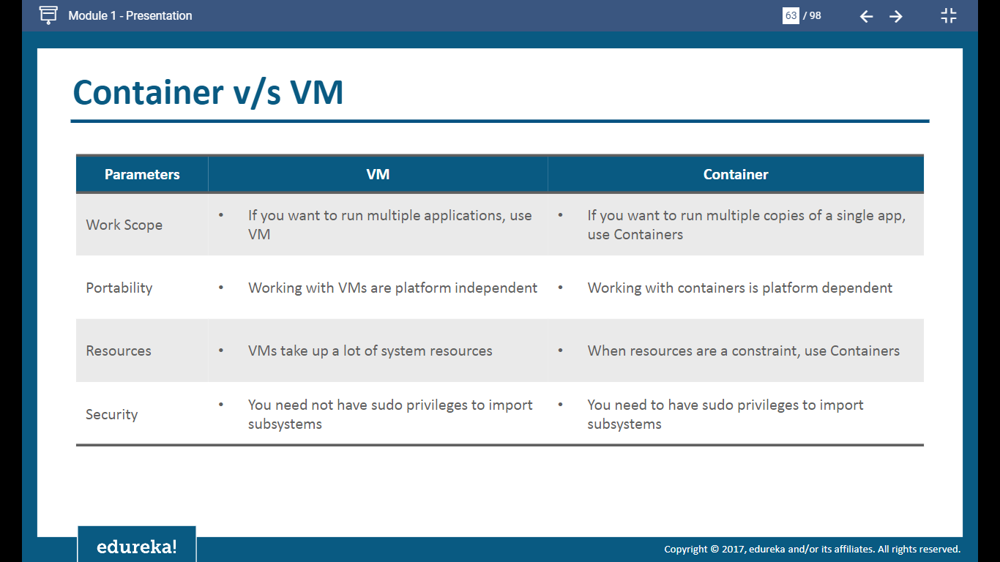 Module 1 - Presentation
63 / 98
Container v/s VM
Parameters
VM
Container
Work Scope
• If you want to run multiple applications, use
VM
• If you want to run multiple copies of a single app,
use Containers
Portability
• Working with VMs are platform independent
• Working with containers is platform dependent
Resources
• VMs take up a lot of system resources
• When resources are a constraint, use Containers
Security
• You need not have sudo privileges to import
subsystems
• You need to have sudo privileges to import
subsystems
edureka!
Copyright © 2017, edureka and/or its affiliates. All rights reserved.